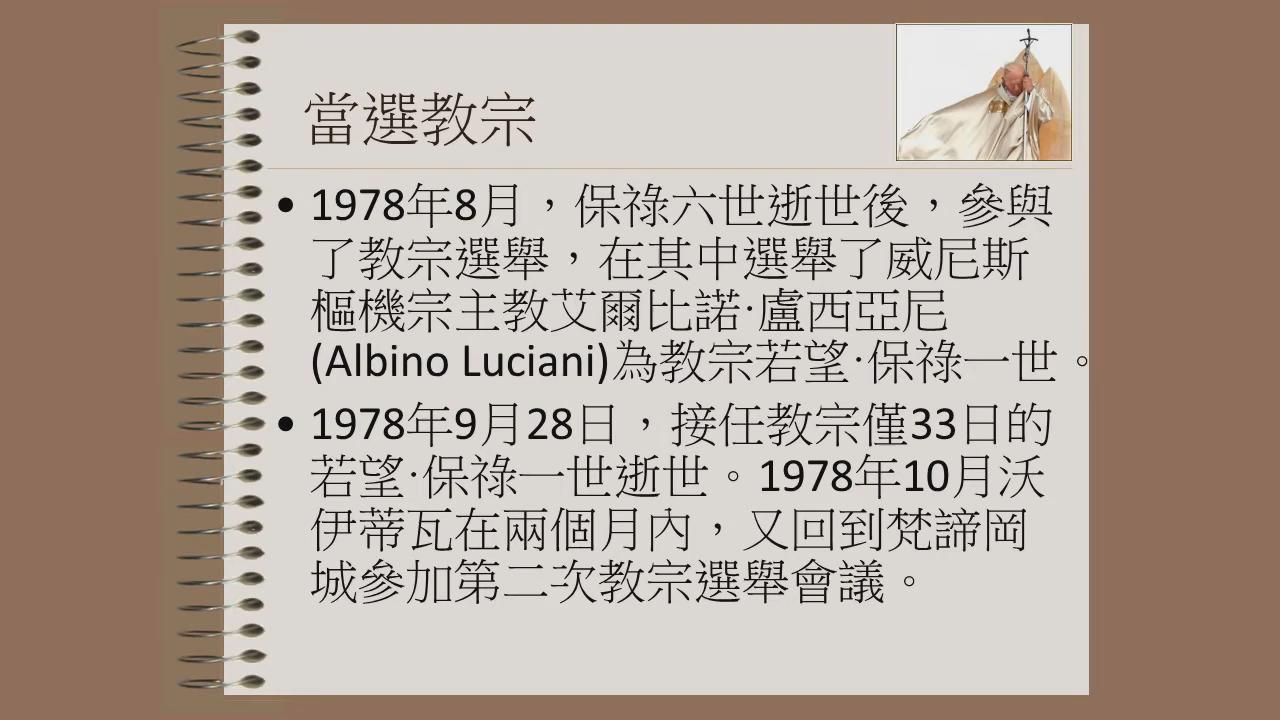 當選教宗
• 1978年8月，保祿六世逝世後，參與
了教宗選舉，在其中選舉了威尼斯
樞機宗主教艾爾比諾·盧西亞尼
(Albino Luciani)為教宗若望·保祿一世。
• 1978年9月28日，接任教宗僅33日的
若望·保祿一世逝世。1978年10月沃
伊蒂瓦在兩個月內，又回到梵諦岡
城參加第二次教宗選舉會議。